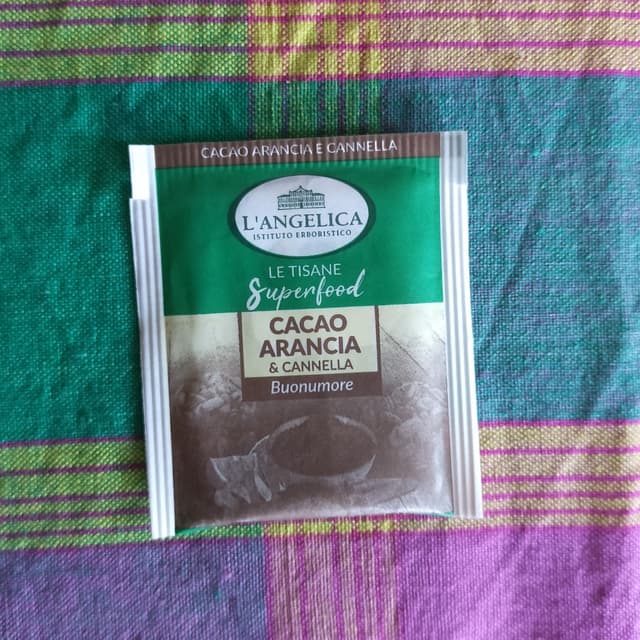 CACAO ARANCIA E CANNELLA
L'ANGELICA
ISTITUTO ERBORISTICO
LE TISANE
Superfood
CACAO
ARANCIA
& CANNELLA
Buonumore